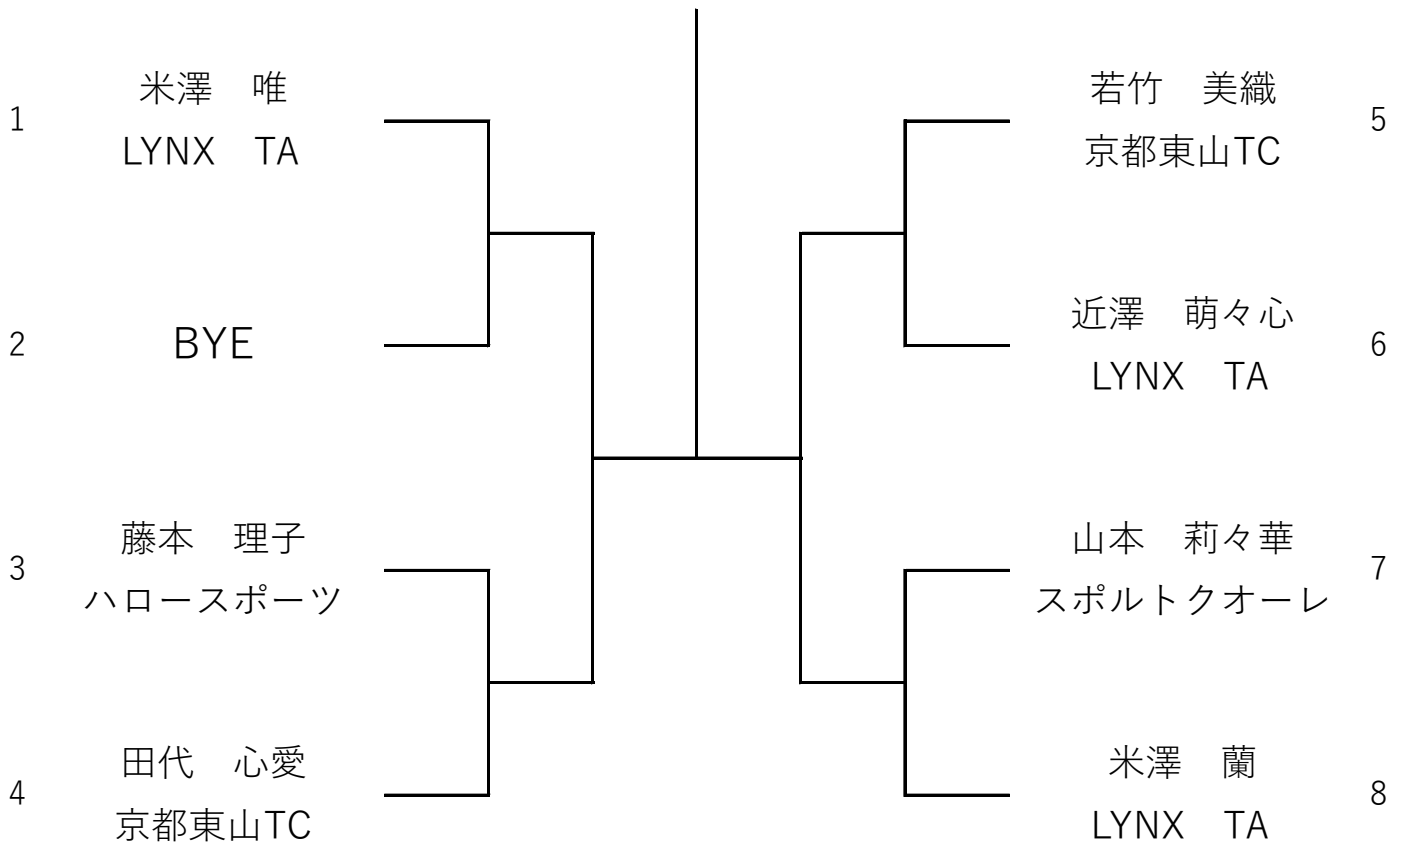 1
米澤　唯
LYNX　TA
2
BYE
3
藤本　理子
ハロースポーツ
4
田代　心愛
京都東山TC
若竹　美織
京都東山TC
5
近澤　萌々心
LYNX　TA
6
山本　莉々華
スポルトクオーレ
7
米澤　蘭
LYNX　TA
8